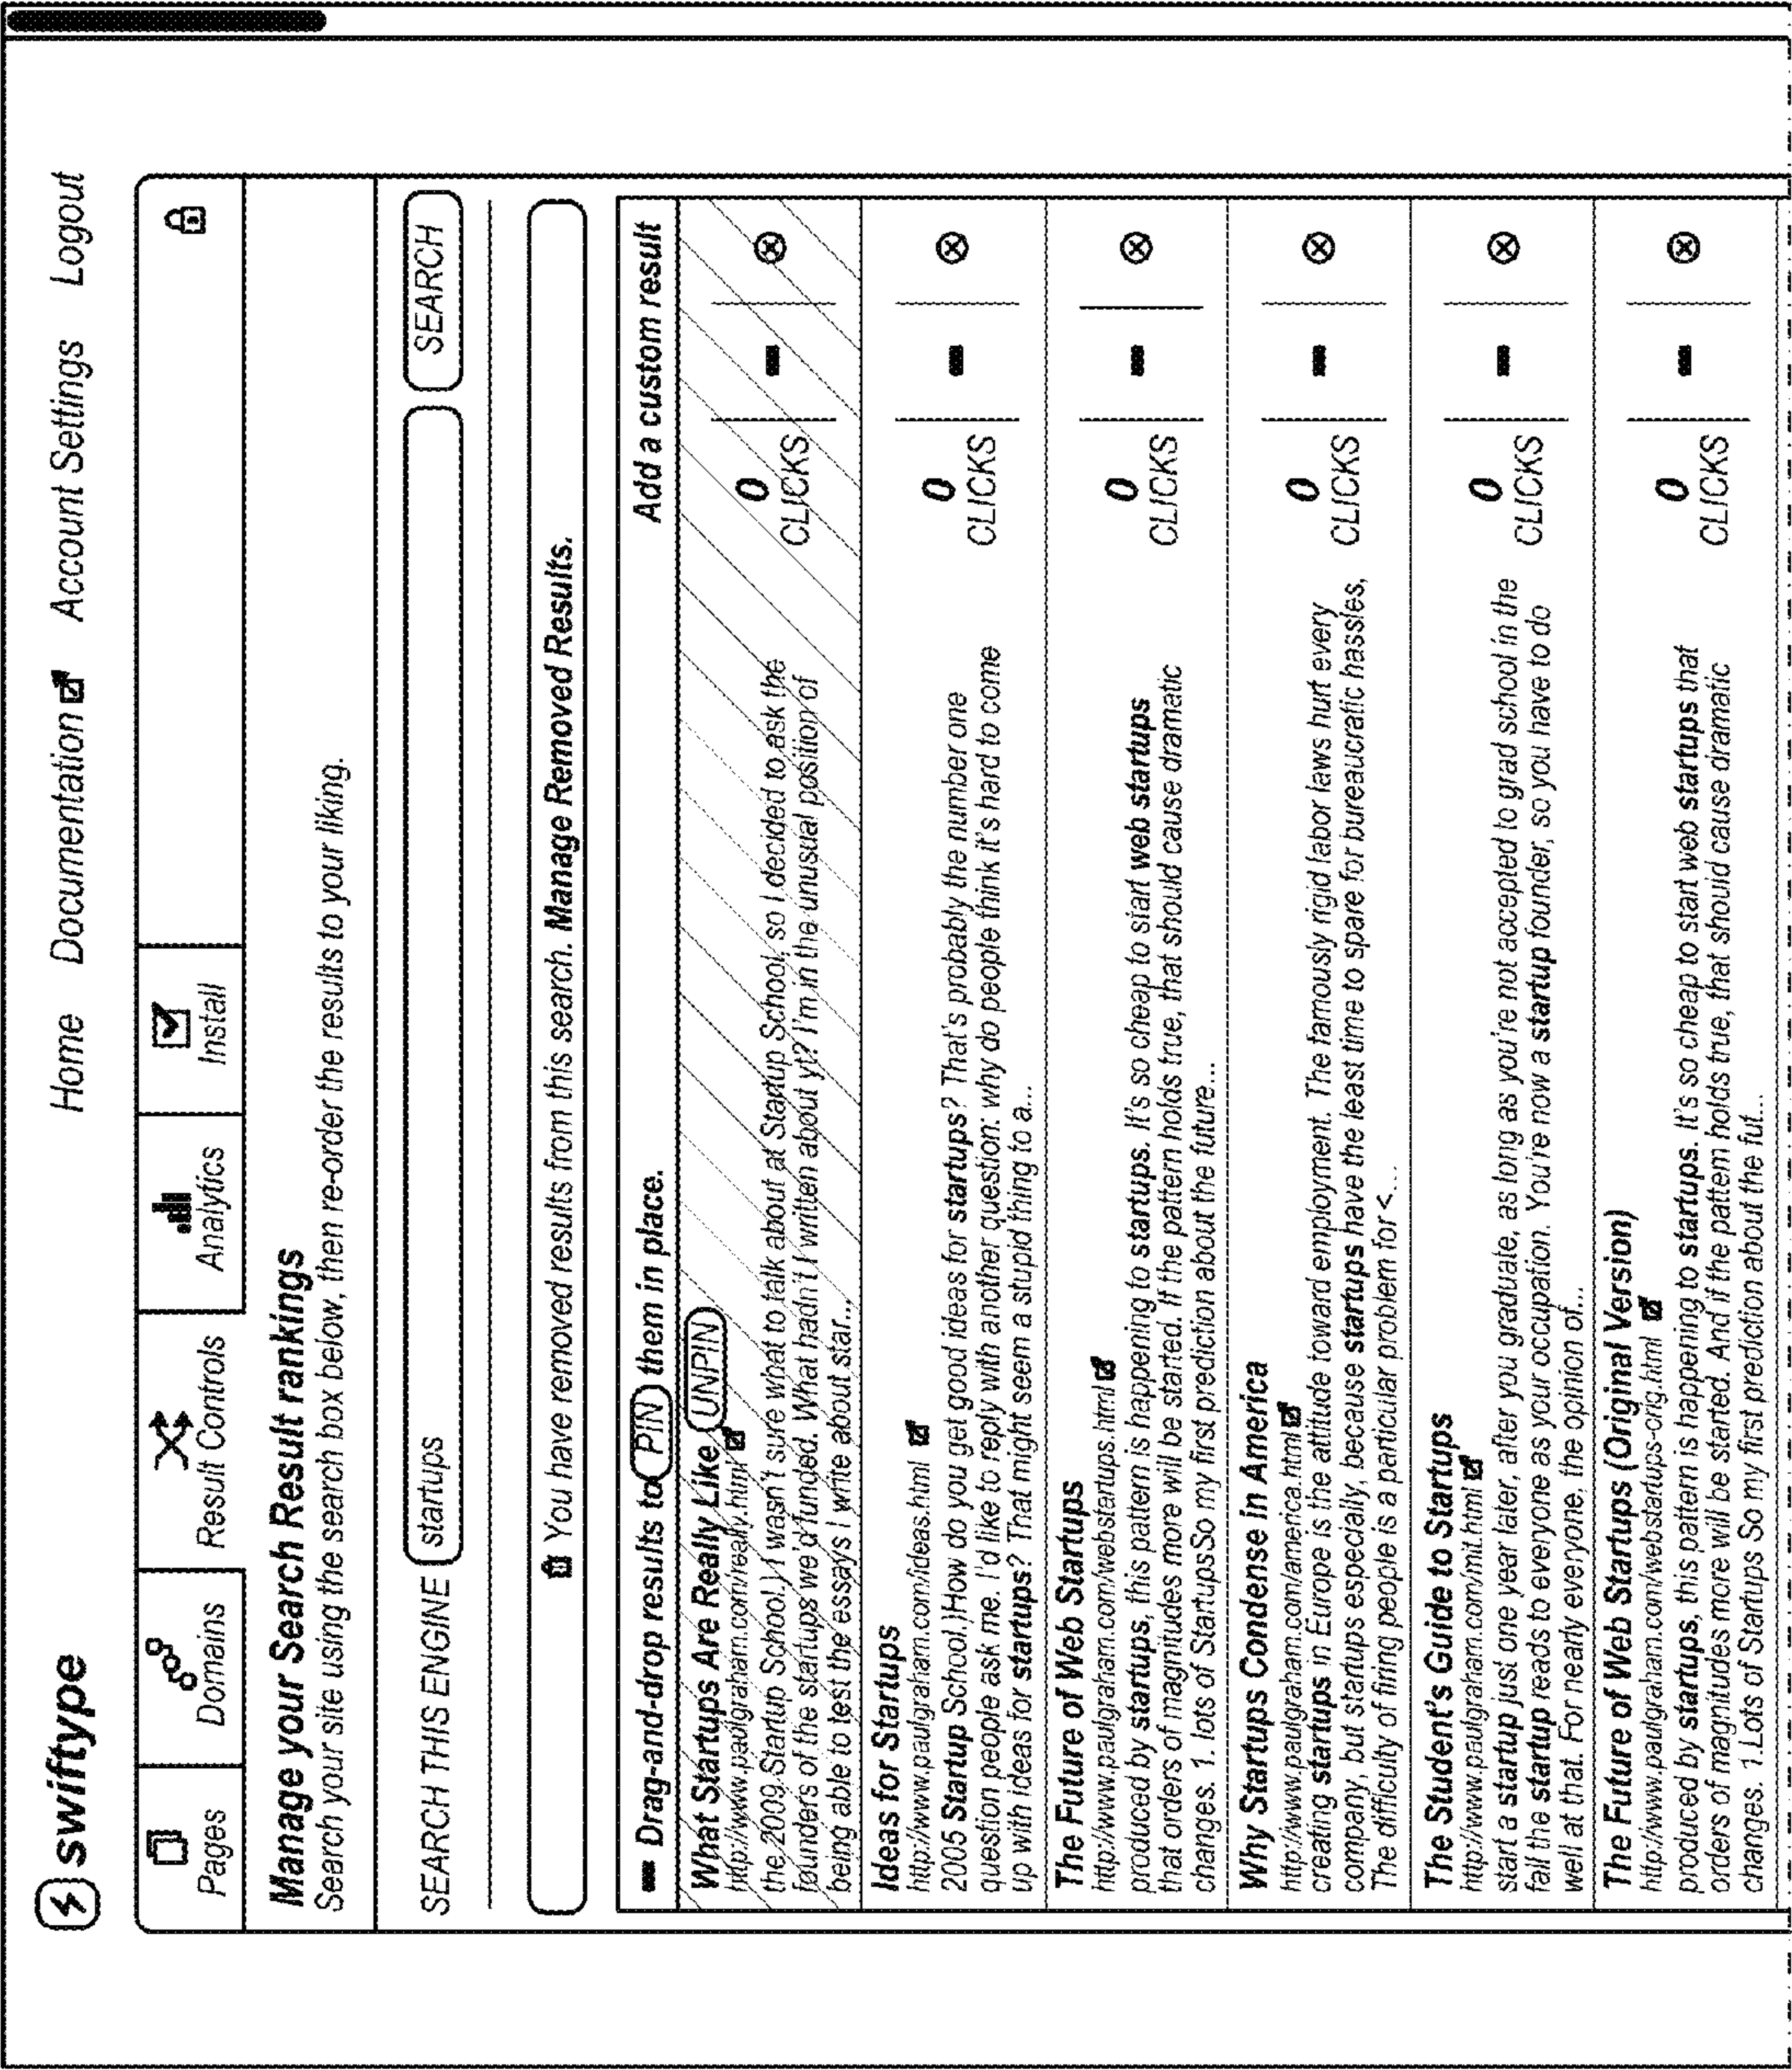 swiftype
Home Documentation Account Settings Logout
Pages Domains Result Controls Analytics Install
Manage your Search Result rankings
Search your site using the search box below, then re-order the results to your liking.
SEARCH THIS ENGINE startups SEARCH
You have removed results from this search. Manage Removed Results.
Drag-and-drop results to PIN them in place. Add a custom result
What Startups Are Really Like UNPIN
http://www.paulgraham.com/really.html
the 2009 Startup School.) I wasn't sure what to talk about at Startup School, so I decided to ask the
founders of the startups we'd funded. What hadn't I written about yt? I'm in the unusual position of
being able to test the essays I write about star...
0
CLICKS
Ideas for Startups
http://www.paulgraham.com/ideas.html
2005 Startup School.)How do you get good ideas for startups? That's probably the number one
question people ask me. I'd like to reply with another question: why do people think it's hard to come
up with ideas for startups? That might seem a stupid thing to a...
0
CLICKS
The Future of Web Startups
http://www.paulgraham.com/webstartups.html
produced by startups, this pattern is happening to startups. It's so cheap to start web startups
that orders of magnitudes more will be started. If the pattern holds true, that should cause dramatic
changes. 1. lots of StartupsSo my first prediction about the future...
0
CLICKS
Why Startups Condense in America
http://www.paulgraham.com/america.html
creating startups in Europe is the attitude toward employment. The famously rigid labor laws hurt every
company, but startups especially, because startups have the least time to spare for bureaucratic hassles,
The difficulty of firing people is a particular problem for <...
0
CLICKS
The Student's Guide to Startups
http://www.paulgraham.com/mit.html
start a startup just one year later, after you graduate, as long as you're not accepted to grad school in the
fall the startup reads to everyone as your occupation. You're now a startup founder, so you have to do
well at that. For nearly everyone, the opinion of...
0
CLICKS
The Future of Web Startups (Original Version)
http://www.paulgraham.com/webstartups-orig.html
produced by startups, this pattern is happening to startups. It's so cheap to start web startups that
orders of magnitudes more will be started. And if the pattern holds true, that should cause dramatic
changes. 1.Lots of Startups So my first prediction about the fut...
0
CLICKS